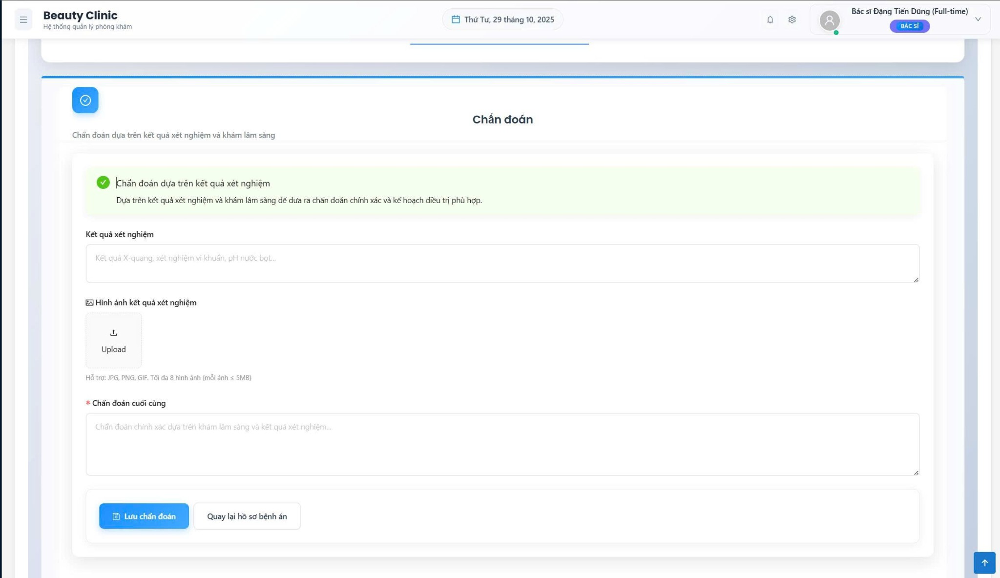 Beauty Clinic
Hệ thống quản lý phòng khám
Thứ Tư, 29 tháng 10, 2025
Bác sĩ Đặng Tiến Dũng (Full-time)
BÁC SĨ
Chẩn đoán
Chẩn đoán dựa trên kết quả xét nghiệm và khám lâm sàng
Chẩn đoán dựa trên kết quả xét nghiệm
Dựa trên kết quả xét nghiệm và khám lâm sàng để đưa ra chẩn đoán chính xác và kế hoạch điều trị phù hợp.
Kết quả xét nghiệm
Kết quả X-quang, xét nghiệm vi khuẩn, pH nước bọt...
Hình ảnh kết quả xét nghiệm
Upload
Hỗ trợ: JPG, PNG, GIF. Tối đa 8 hình ảnh (mỗi ảnh ≤ 5MB)
* Chẩn đoán cuối cùng
Chẩn đoán chính xác dựa trên khám lâm sàng và kết quả xét nghiệm...
Lưu chẩn đoán
Quay lại hồ sơ bệnh án